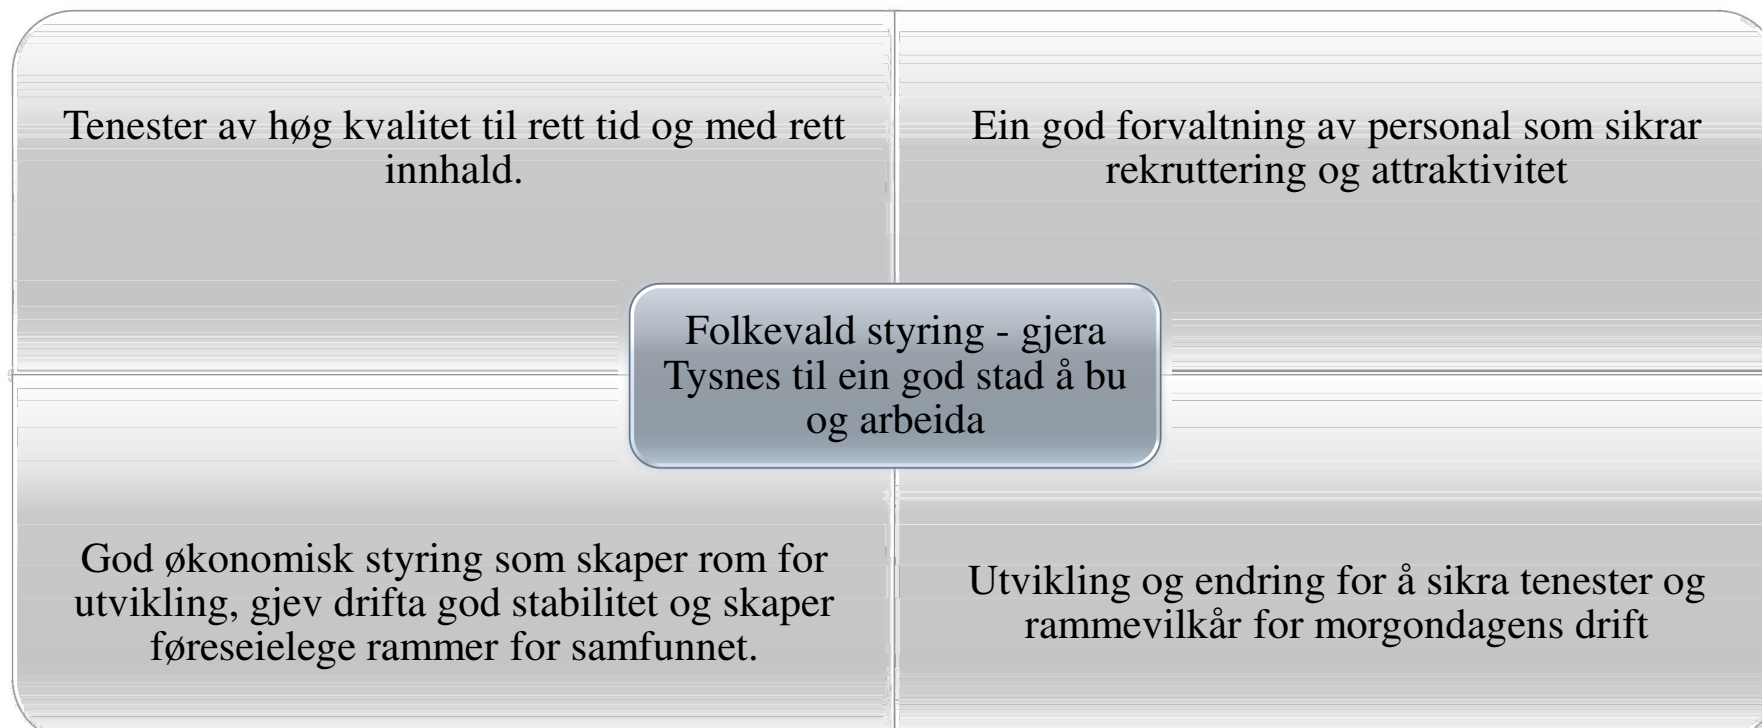 Tenester av høg kvalitet til rett tid og med rett
innhald.
Ein god forvaltning av personal som sikrar
rekruttering og attraktivitet
Folkevald styring - gjera
Tysnes til ein god stad å bu
og arbeida
God økonomisk styring som skaper rom for
utvikling, gjev drifta god stabilitet og skaper
føreseielege rammer for samfunnet.
Utvikling og endring for å sikra tenester og
rammevilkår for morgondagens drift